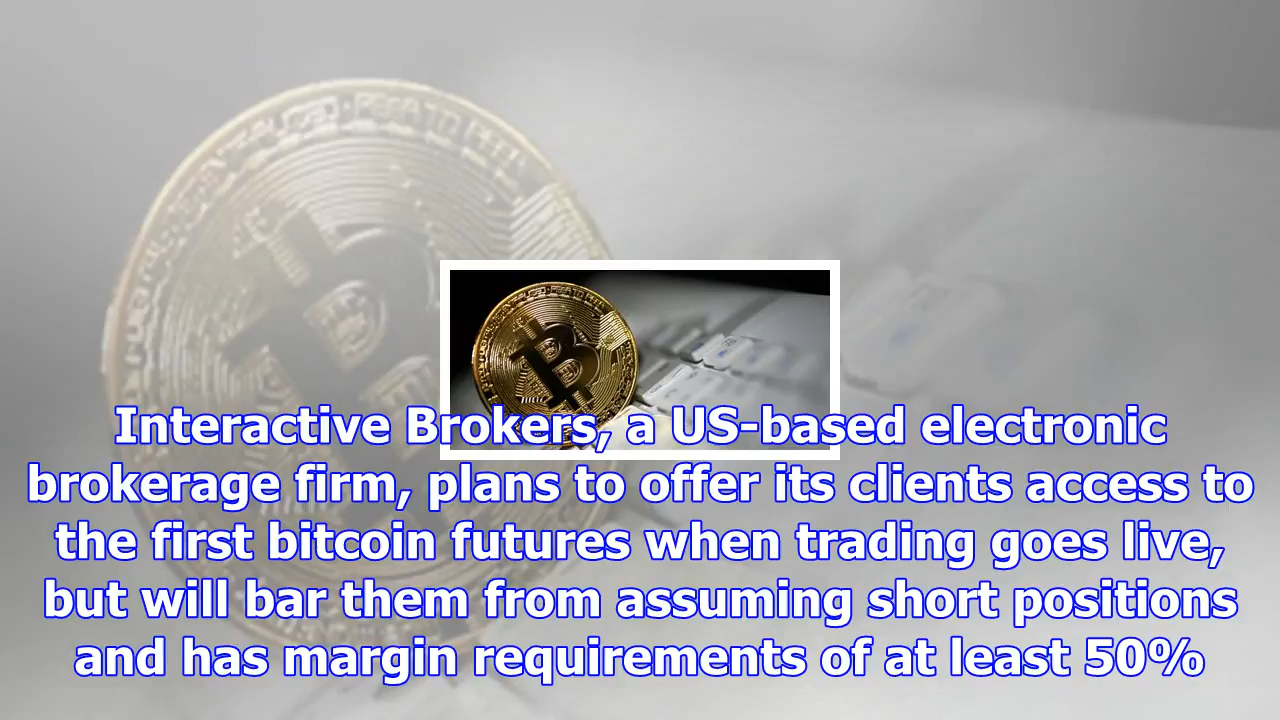 Interactive Brokers, a US-based electronic
brokerage firm, plans to offer its clients access to
the first bitcoin futures when trading goes live,
but will bar them from assuming short positions
and has margin requirements of at least 50%